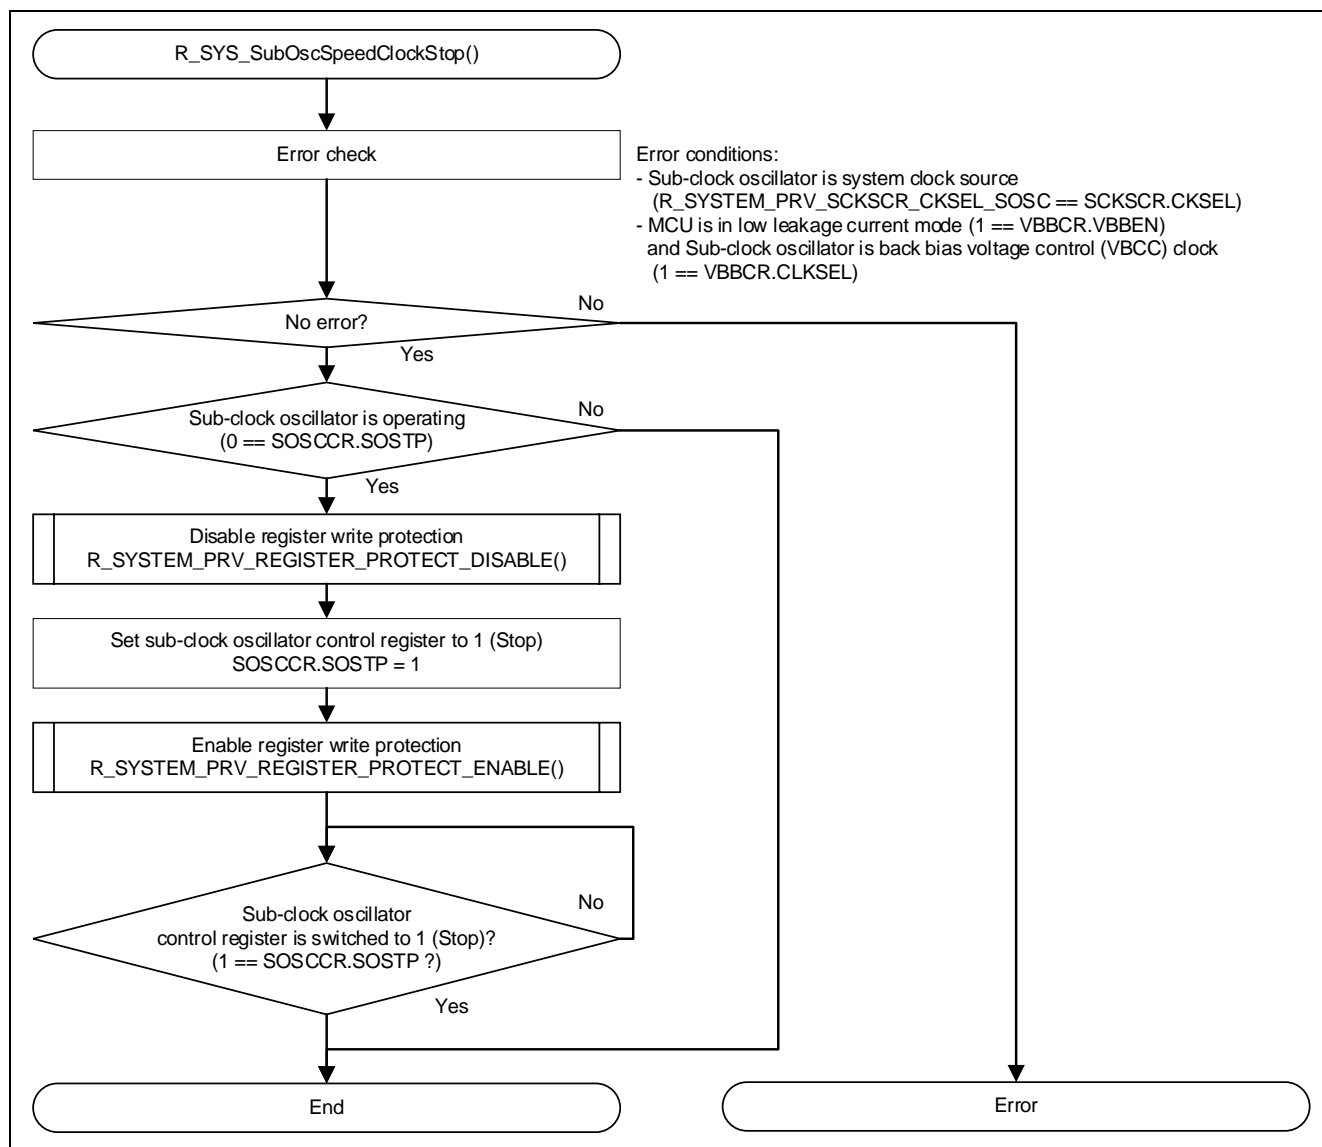 R_SYS_SubOscSpeedClockStop()
Error check
Error conditions:
- Sub-clock oscillator is system clock source
(R_SYSTEM_PRV_SCKSCR_CKSEL_SOSC == SCKSCR.CKSEL)
- MCU is in low leakage current mode (1 == VBBCR.VBBEN)
and Sub-clock oscillator is back bias voltage control (VBCC) clock
(1 == VBBCR.CLKSEL)
No error?
No
Yes
Sub-clock oscillator is operating
(0 == SOSCCR.SOSTP)
No
Yes
Disable register write protection
R_SYSTEM_PRV_REGISTER_PROTECT_DISABLE()
Set sub-clock oscillator control register to 1 (Stop)
SOSCCR.SOSTP = 1
Enable register write protection
R_SYSTEM_PRV_REGISTER_PROTECT_ENABLE()
Sub-clock oscillator
control register is switched to 1 (Stop)?
(1 == SOSCCR.SOSTP ?)
No
Yes
End
Error